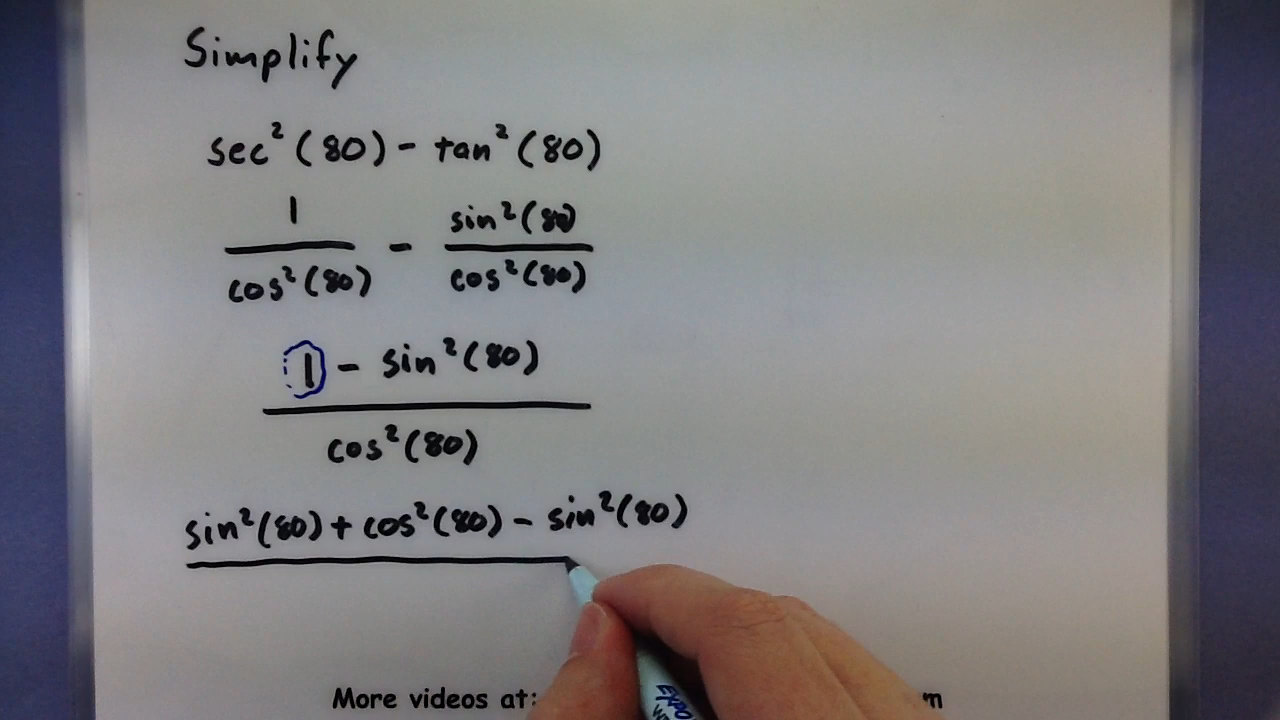 Simplify
sec²(80) - tan²(80)
1 / cos²(80) - sin²(80) / cos²(80)
1 - sin²(80)
cos²(80)
sin²(80) + cos²(80) - sin²(80)
More videos at: m
EXPO